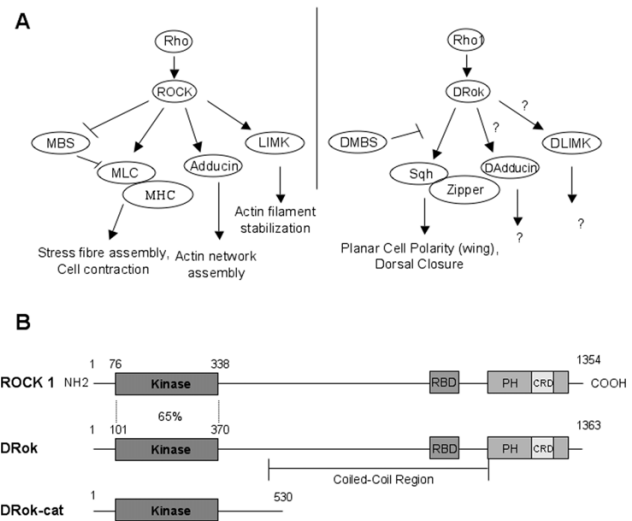 A
Rho
ROCK
MBS
LIMK
MLC
Adducin
MHC
Actin filament
stabilization
Stress fibre assembly,
Cell contraction
Actin network
assembly
Rho1
DRok
?
?
DMBS
DLIMK
Sqh
DAdducin
Zipper
?
?
Planar Cell Polarity (wing),
Dorsal Closure
B
1 76 338 1354
ROCK 1 NH2 Kinase RBD PH CRD COOH
65%
1 101 370 1363
DRok Kinase RBD PH CRD
Coiled-Coil Region
1 530
DRok-cat Kinase